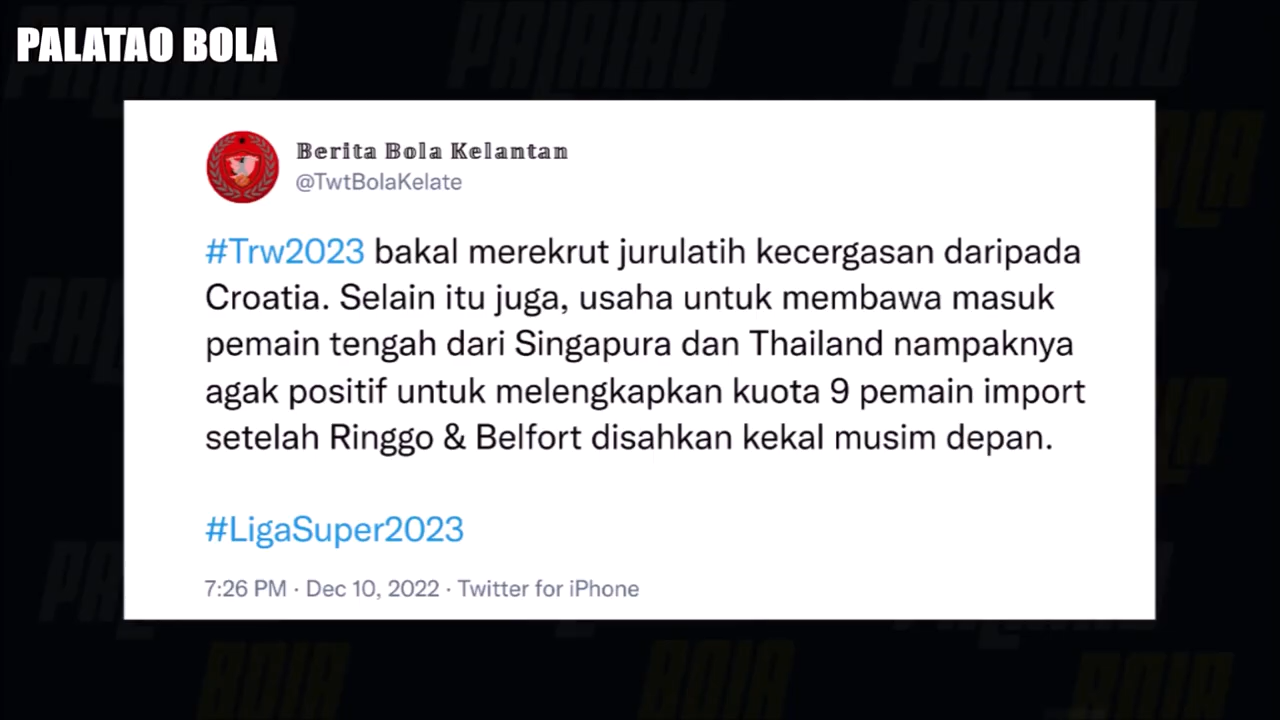 PALATAO BOLA
Berita Bola Kelantan
@TwtBolaKelate
#Trw2023 bakal merekrut jurulatih kecergasan daripada
Croatia. Selain itu juga, usaha untuk membawa masuk
pemain tengah dari Singapura dan Thailand nampaknya
agak positif untuk melengkapkan kuota 9 pemain import
setelah Ringgo & Belfort disahkan kekal musim depan.
#LigaSuper2023
7:26 PM · Dec 10, 2022 · Twitter for iPhone